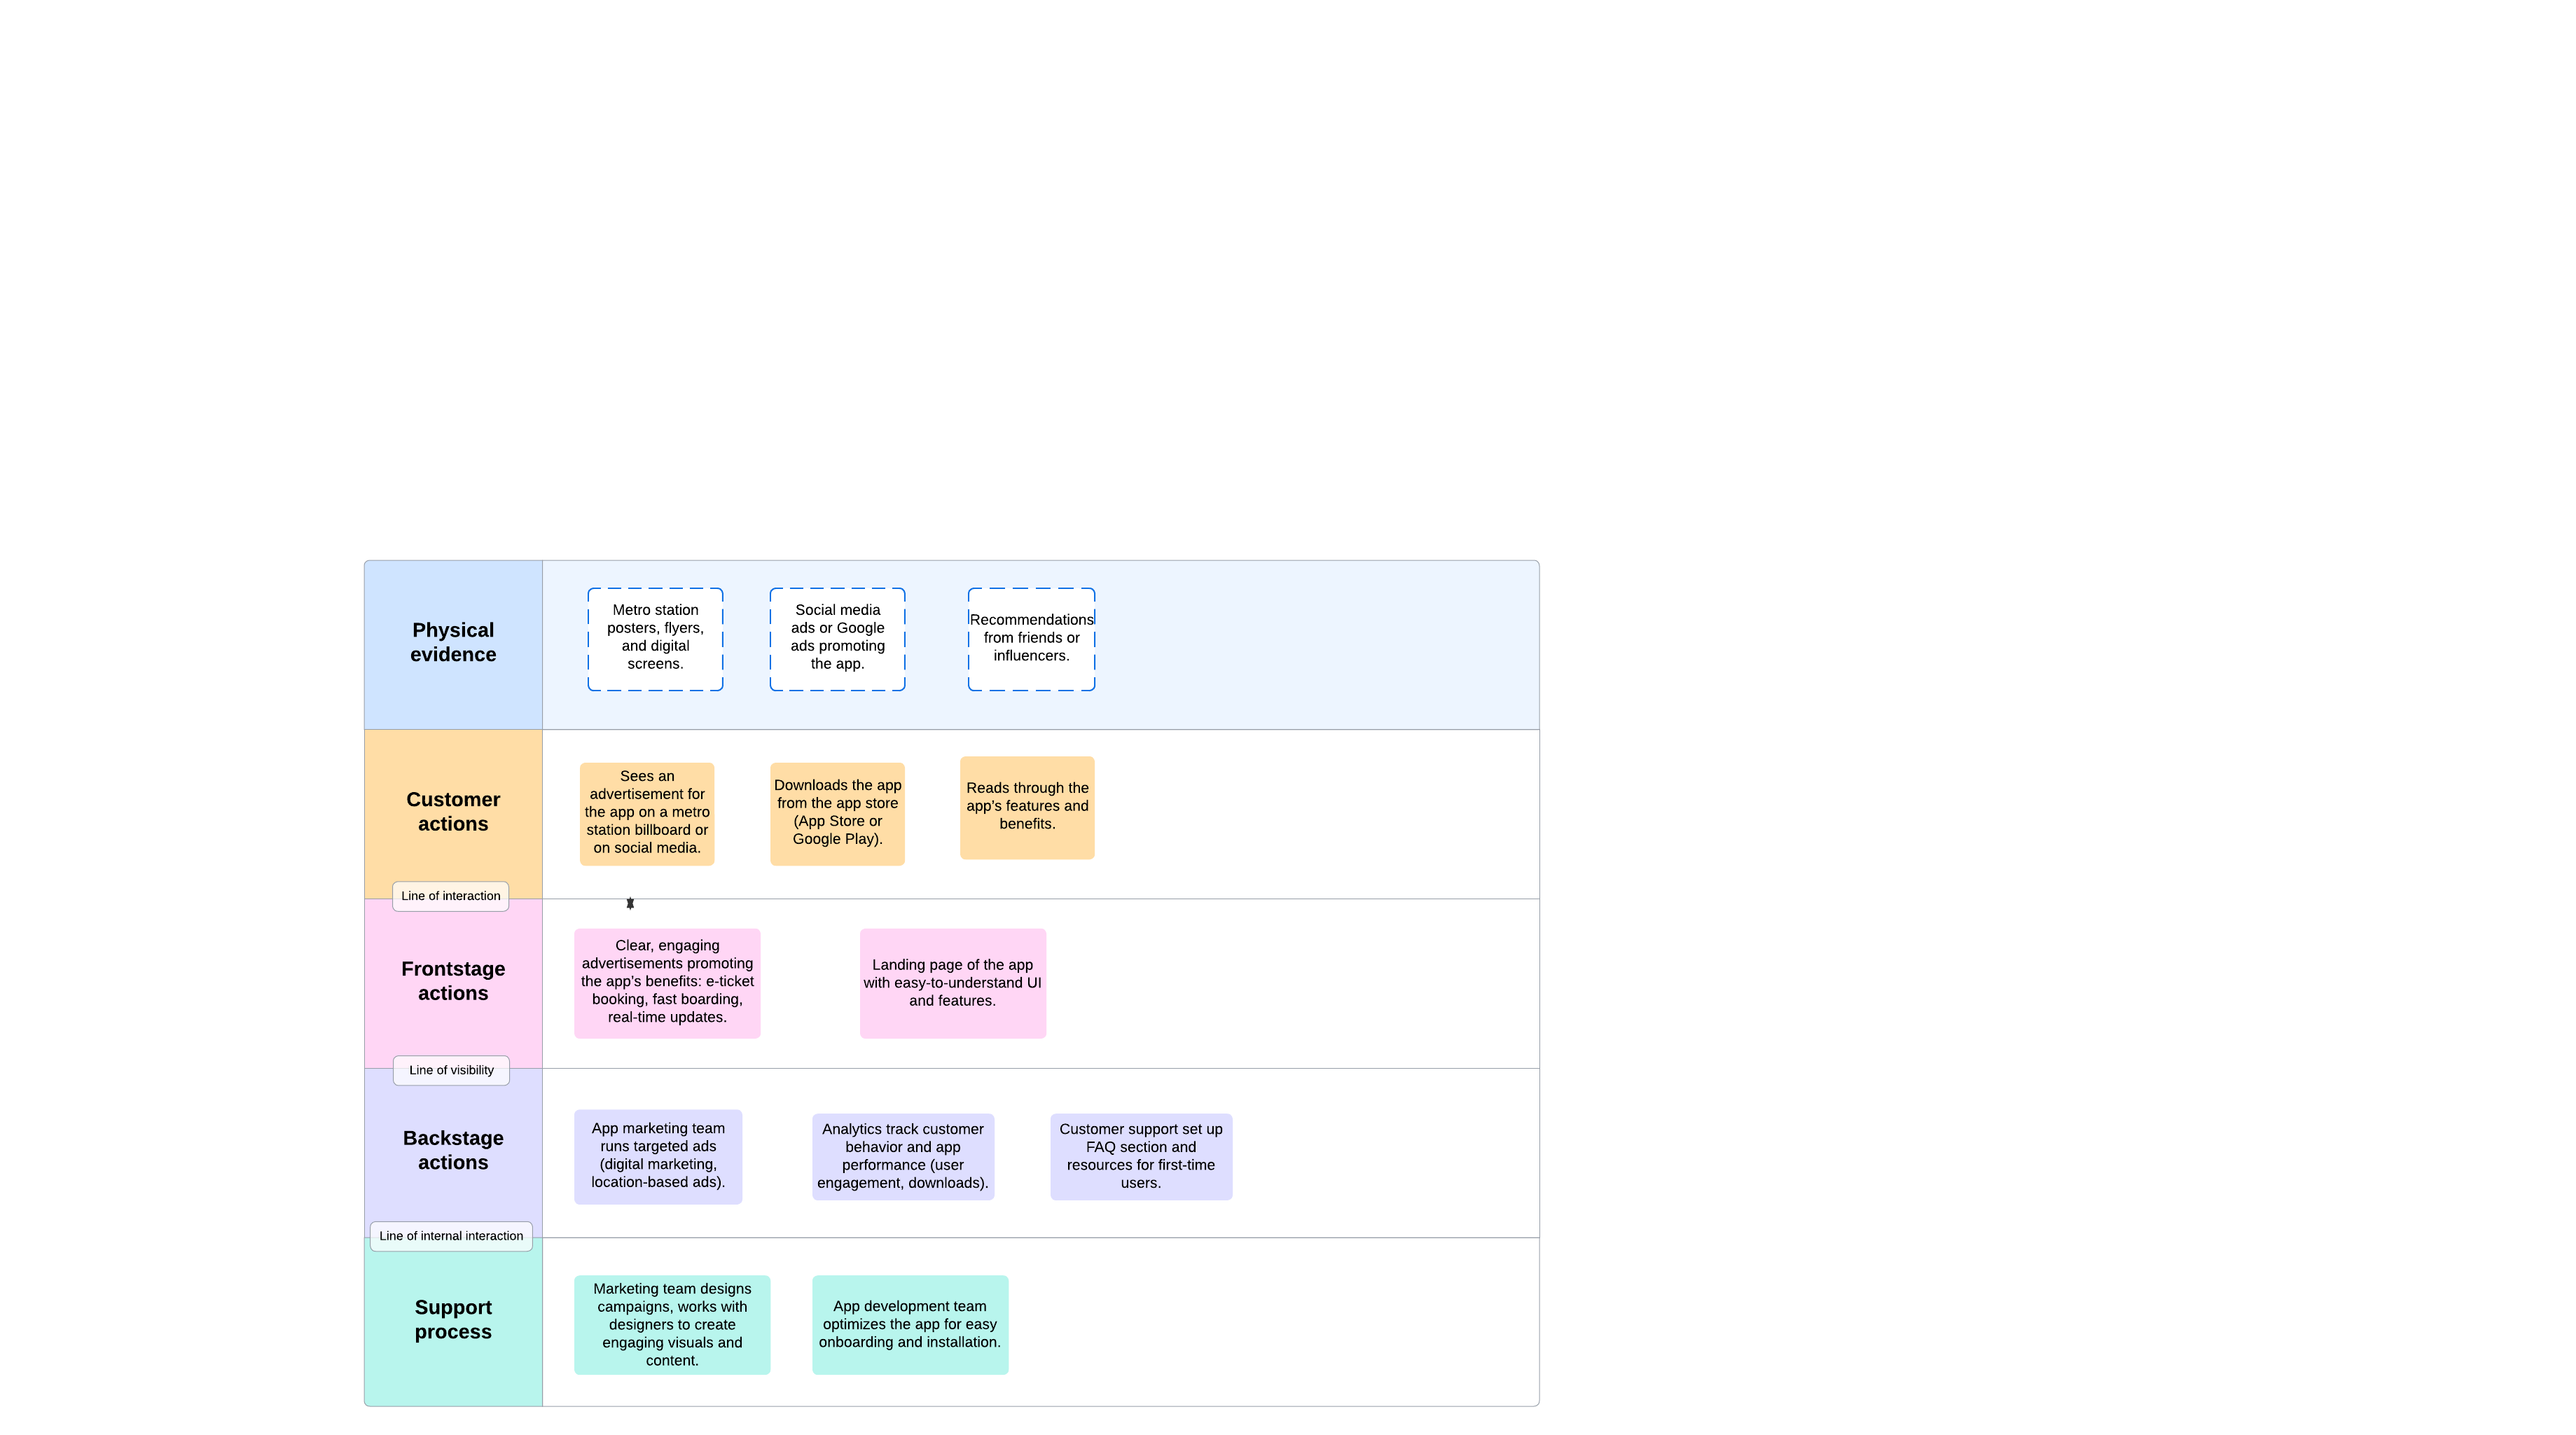 Physical
evidence
Metro station
posters, flyers,
and digital
screens.
Social media
ads or Google
ads promoting
the app.
Recommendations
from friends or
influencers.
Customer
actions
Sees an
advertisement for
the app on a metro
station billboard or
on social media.
Downloads the app
from the app store
(App Store or
Google Play).
Reads through the
app's features and
benefits.
Line of interaction
Frontstage
actions
Clear, engaging
advertisements promoting
the app's benefits: e-ticket
booking, fast boarding,
real-time updates.
Landing page of the app
with easy-to-understand UI
and features.
Line of visibility
Backstage
actions
App marketing team
runs targeted ads
(digital marketing,
location-based ads).
Analytics track customer
behavior and app
performance (user
engagement, downloads).
Customer support set up
FAQ section and
resources for first-time
users.
Line of internal interaction
Support
process
Marketing team designs
campaigns, works with
designers to create
engaging visuals and
content.
App development team
optimizes the app for easy
onboarding and installation.